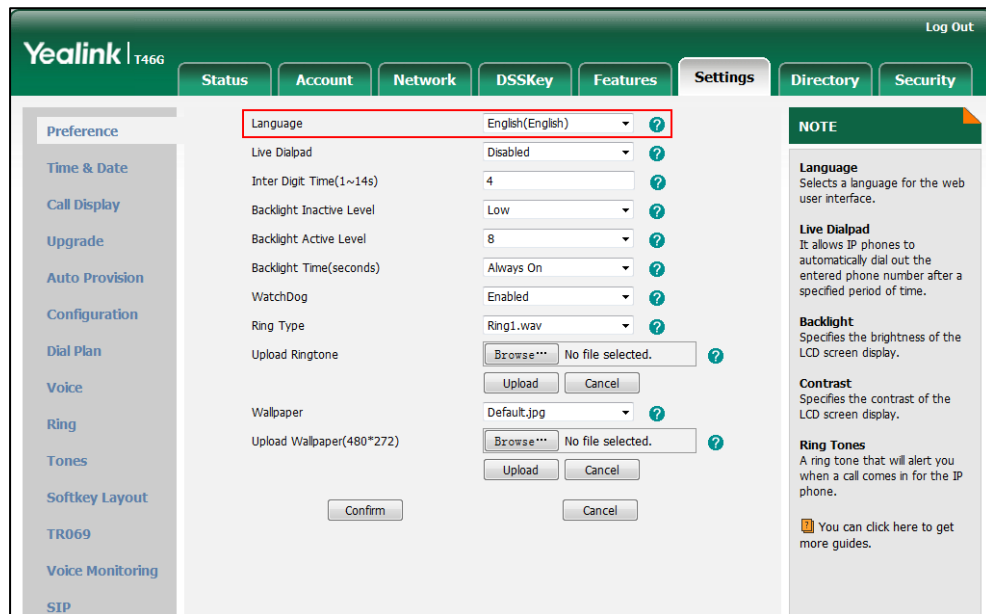 Log Out
Yealink | T46G
Status Account Network DSSKey Features Settings Directory Security
Preference
Time & Date
Call Display
Upgrade
Auto Provision
Configuration
Dial Plan
Voice
Ring
Tones
Softkey Layout
TR069
Voice Monitoring
SIP
Language English(English) ?
Live Dialpad Disabled ?
Inter Digit Time(1~14s) 4 ?
Backlight Inactive Level Low ?
Backlight Active Level 8 ?
Backlight Time(seconds) Always On ?
WatchDog Enabled ?
Ring Type Ring1.wav ?
Upload Ringtone Browse··· No file selected. ?
Upload Cancel
Wallpaper Default.jpg ?
Upload Wallpaper(480*272) Browse··· No file selected. ?
Upload Cancel
Confirm Cancel
NOTE
Language
Selects a language for the web
user interface.
Live Dialpad
It allows IP phones to
automatically dial out the
entered phone number after a
specified period of time.
Backlight
Specifies the brightness of the
LCD screen display.
Contrast
Specifies the contrast of the
LCD screen display.
Ring Tones
A ring tone that will alert you
when a call comes in for the IP
phone.
? You can click here to get
more guides.